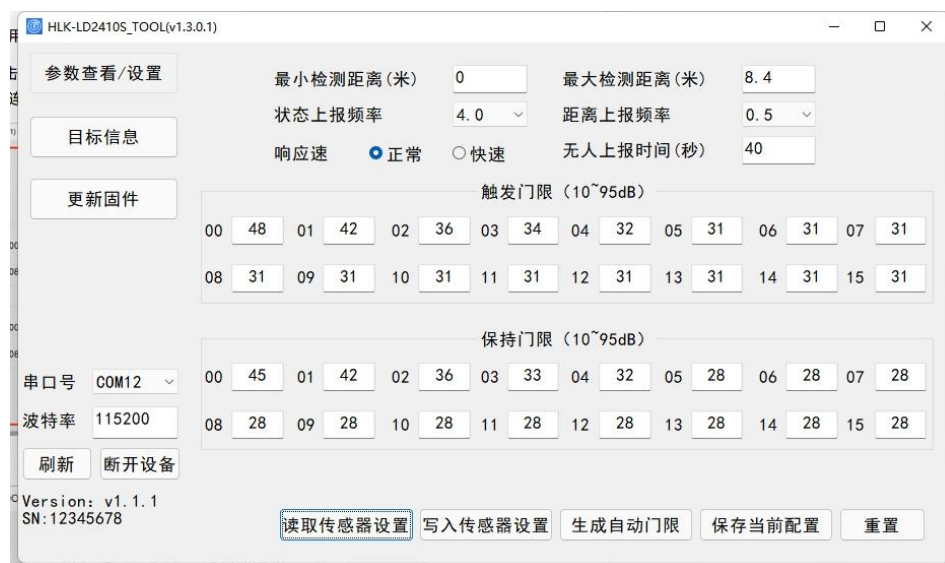 HLK-LD2410S_TOOL(v1.3.0.1)
参数查看/设置
目标信息
更新固件
最小检测距离(米) 0 最大检测距离(米) 8.4
状态上报频率 4.0 距离上报频率 0.5
响应速 正常 快速 无人上报时间(秒) 40
触发门限 (10~95dB)
00 48 01 42 02 36 03 34 04 32 05 31 06 31 07 31
08 31 09 31 10 31 11 31 12 31 13 31 14 31 15 31
保持门限 (10~95dB)
00 45 01 42 02 36 03 33 04 32 05 28 06 28 07 28
08 28 09 28 10 28 11 28 12 28 13 28 14 28 15 28
串口号 COM12
波特率 115200
刷新 断开设备
Version: v1.1.1
SN:12345678
读取传感器设置 写入传感器设置 生成自动门限 保存当前配置 重置